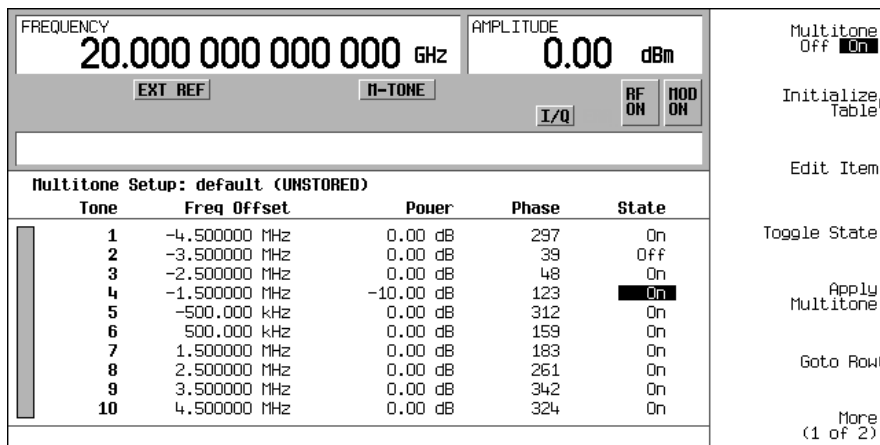 FREQUENCY
20.000 000 000 000 GHz
AMPLITUDE
0.00 dBm
EXT REF
M-TONE
I/Q
RF ON
MOD ON
Multitone Setup: default (UNSTORED)
Tone Freq Offset Power Phase State
1 -4.500000 MHz 0.00 dB 297 On
2 -3.500000 MHz 0.00 dB 39 Off
3 -2.500000 MHz 0.00 dB 48 On
4 -1.500000 MHz -10.00 dB 123 On
5 -500.000 kHz 0.00 dB 312 On
6 500.000 kHz 0.00 dB 159 On
7 1.500000 MHz 0.00 dB 183 On
8 2.500000 MHz 0.00 dB 261 On
9 3.500000 MHz 0.00 dB 342 On
10 4.500000 MHz 0.00 dB 324 On
Multitone
Off On
Initialize
Table
Edit Item
Toggle State
Apply
Multitone
Goto Row
More
(1 of 2)